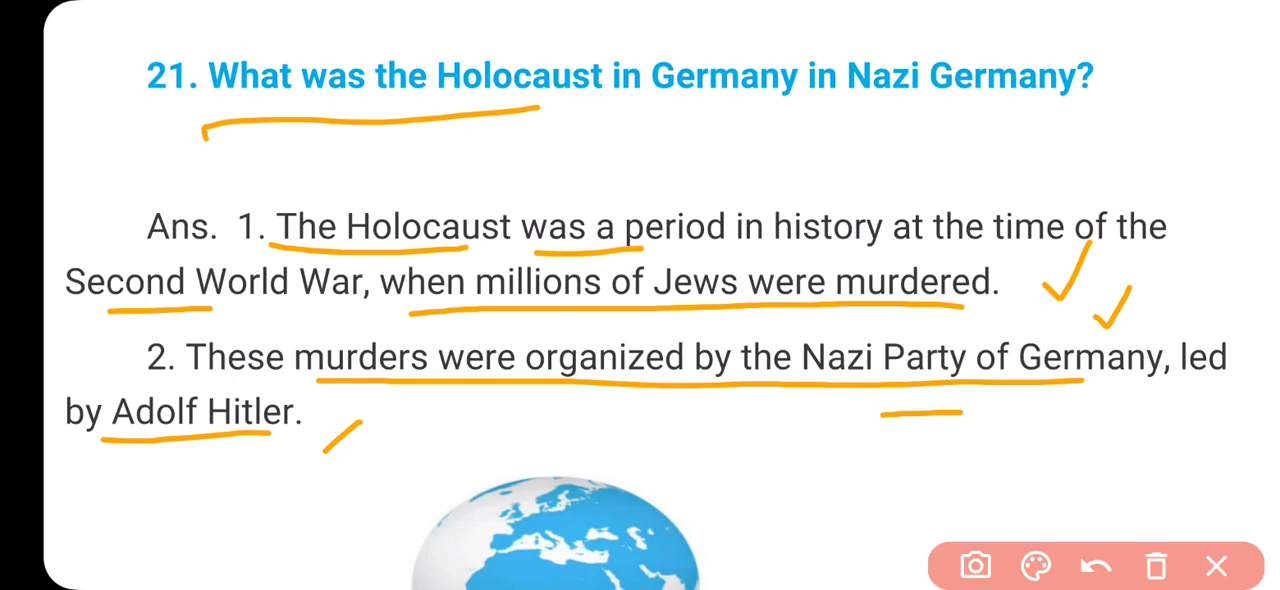 21. What was the Holocaust in Germany in Nazi Germany?
Ans. 1. The Holocaust was a period in history at the time of the
Second World War, when millions of Jews were murdered.
2. These murders were organized by the Nazi Party of Germany, led
by Adolf Hitler.